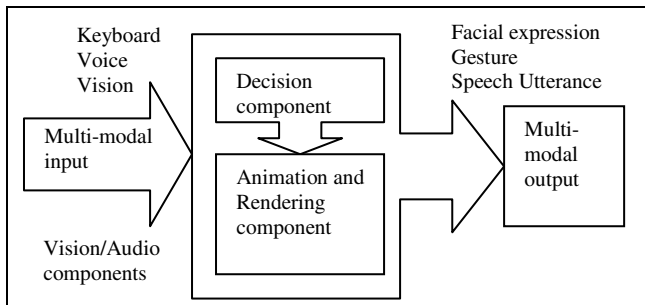 Keyboard
Voice
Vision
Multi-modal
input
Vision/Audio
components
Decision
component
Animation and
Rendering
component
Facial expression
Gesture
Speech Utterance
Multi-
modal
output